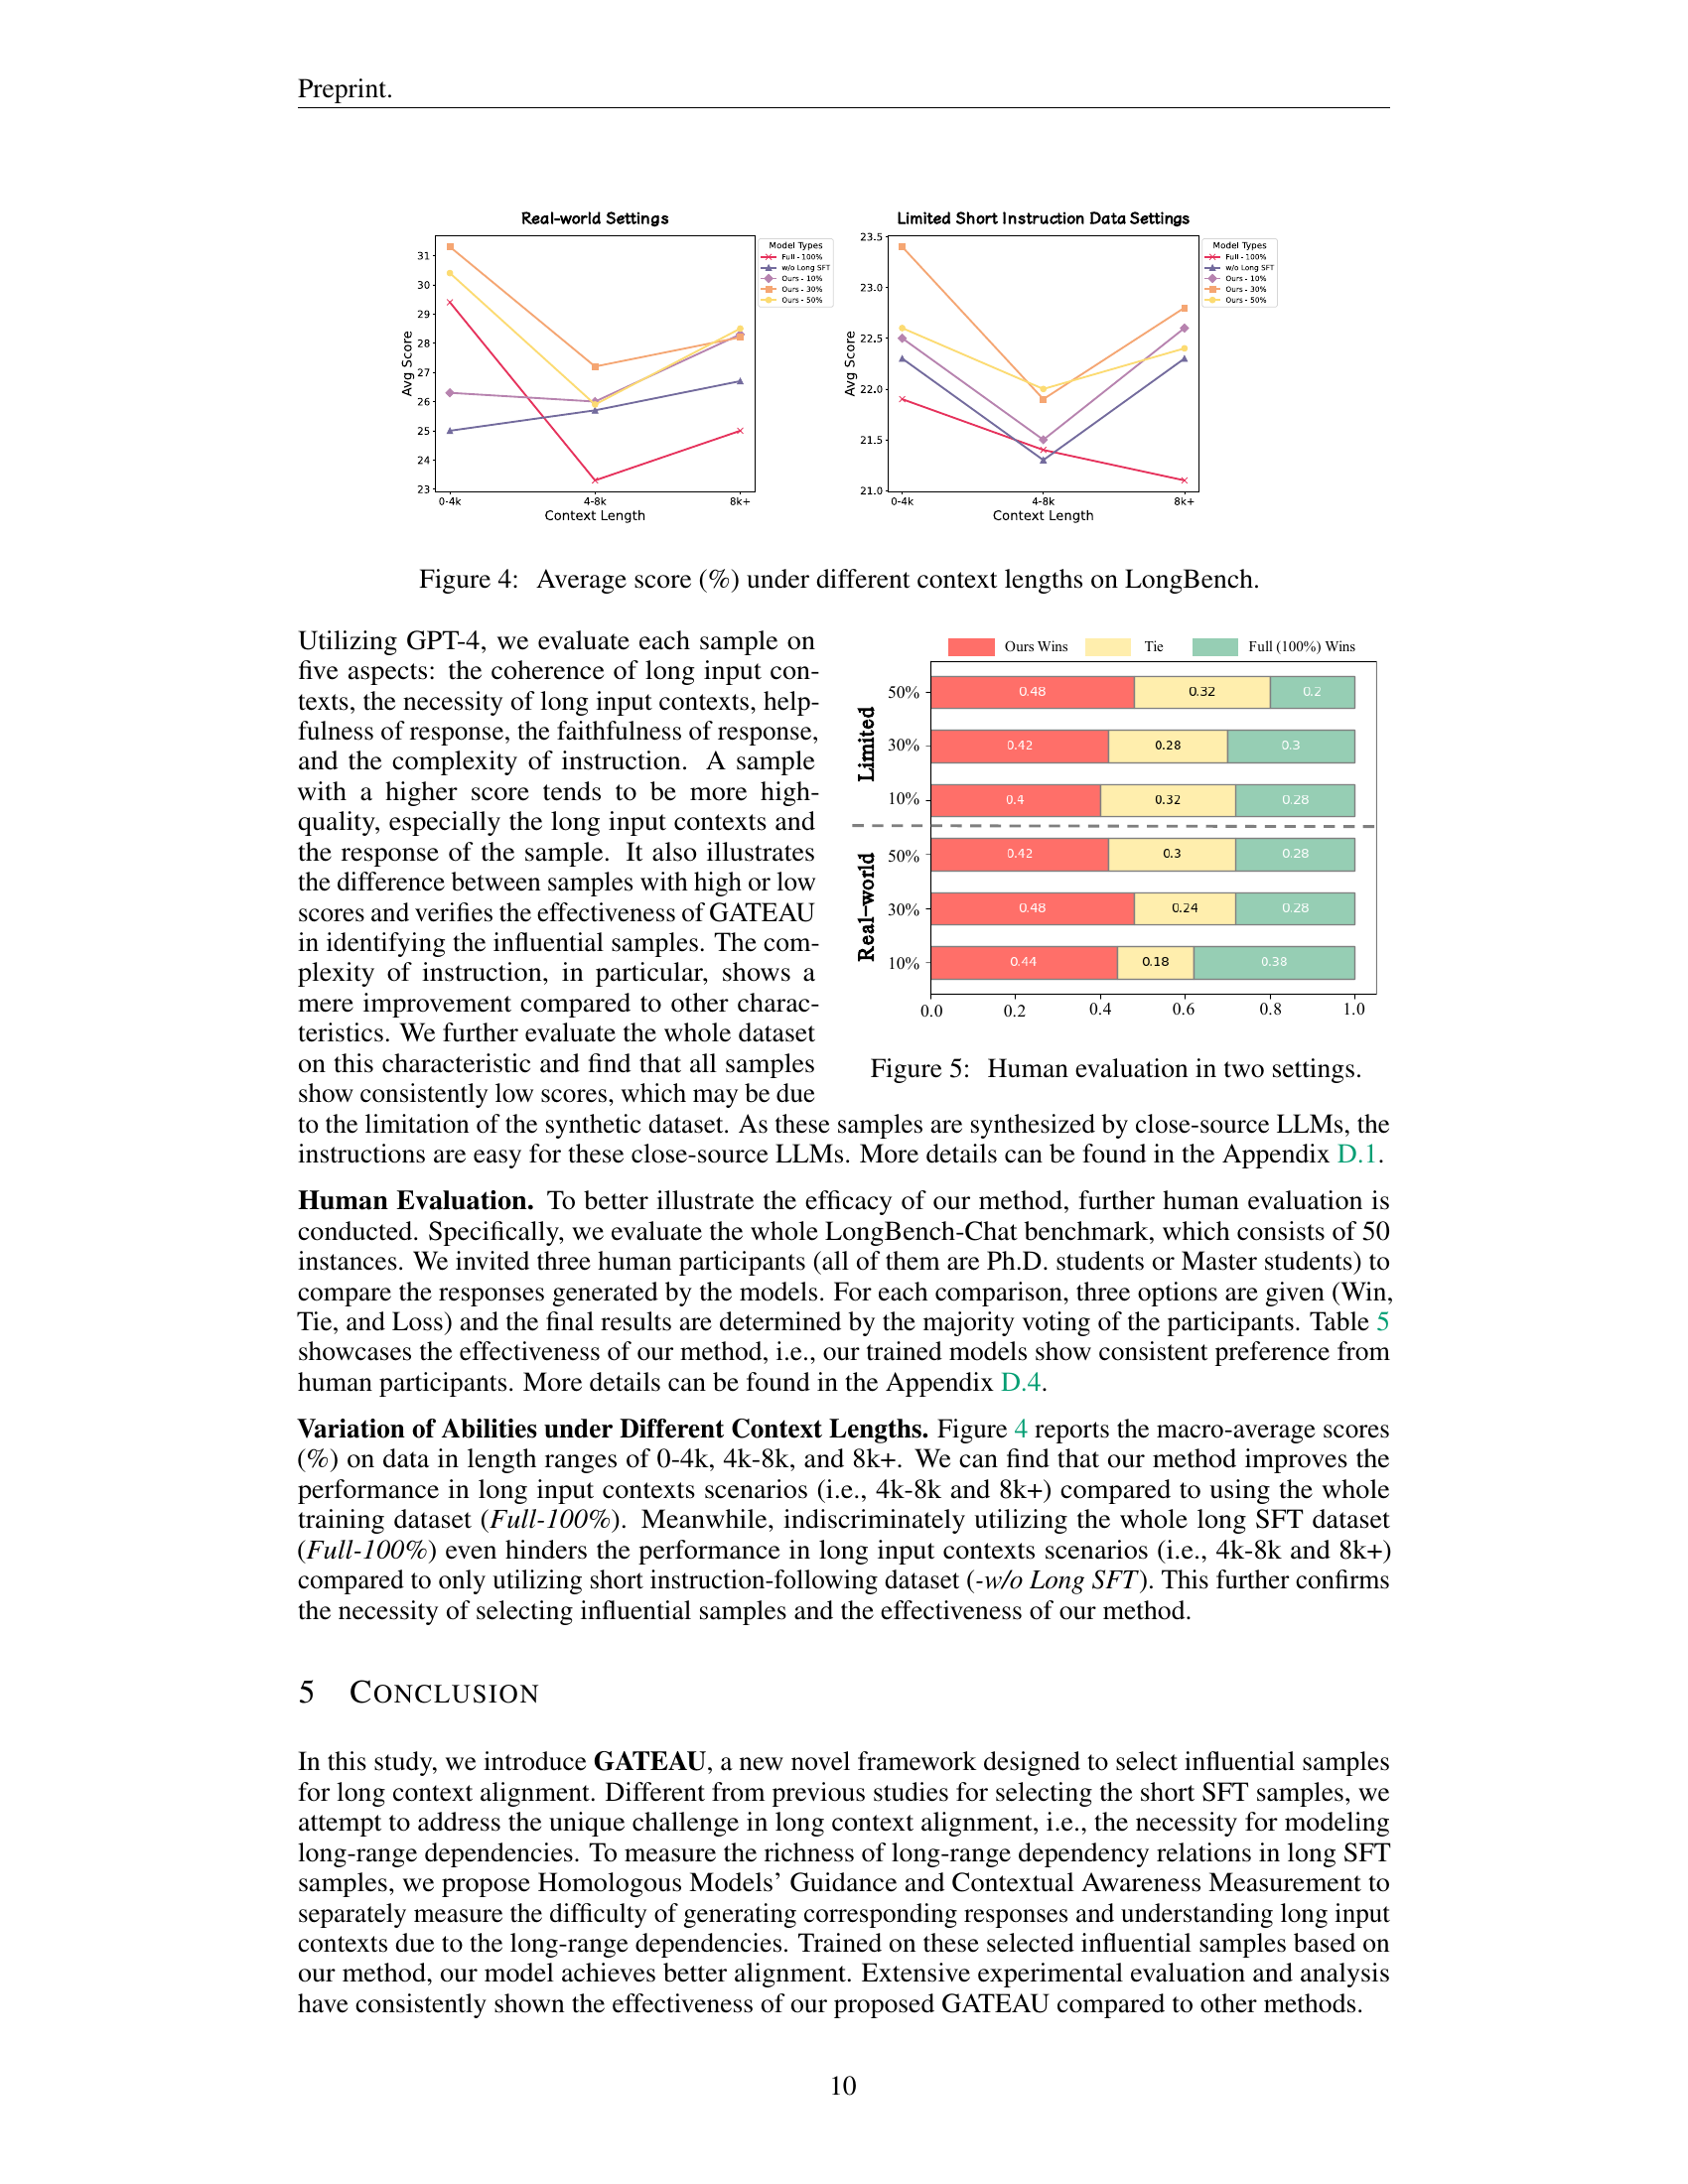 Preprint.
Real-world Settings
31
30
29
28
27
26
25
24
23
Avg Score
0-4k
4-8k
8k+
Context Length
Model Types
Full - 100%
w/o Long SFT
Ours - 10%
Ours - 30%
Ours - 50%
Limited Short Instruction Data Settings
23.5
23.0
22.5
22.0
21.5
21.0
Avg Score
0-4k
4-8k
8k+
Context Length
Model Types
Full - 100%
w/o Long SFT
Ours - 10%
Ours - 30%
Ours - 50%
Figure 4: Average score (%) under different context lengths on LongBench.
Utilizing GPT-4, we evaluate each sample on
five aspects: the coherence of long input con-
texts, the necessity of long input contexts, help-
fulness of response, the faithfulness of response,
and the complexity of instruction. A sample
with a higher score tends to be more high-
quality, especially the long input contexts and
the response of the sample. It also illustrates
the difference between samples with high or low
scores and verifies the effectiveness of GATEAU
in identifying the influential samples. The com-
plexity of instruction, in particular, shows a
mere improvement compared to other charac-
teristics. We further evaluate the whole dataset
on this characteristic and find that all samples
show consistently low scores, which may be due
Ours Wins Tie Full (100%) Wins
Limited
50% 0.48 0.32 0.2
30% 0.42 0.28 0.3
10% 0.4 0.32 0.28
Real-world
50% 0.42 0.3 0.28
30% 0.48 0.24 0.28
10% 0.44 0.18 0.38
0.0 0.2 0.4 0.6 0.8 1.0
Figure 5: Human evaluation in two settings.
to the limitation of the synthetic dataset. As these samples are synthesized by close-source LLMs, the
instructions are easy for these close-source LLMs. More details can be found in the Appendix D.1.
Human Evaluation. To better illustrate the efficacy of our method, further human evaluation is
conducted. Specifically, we evaluate the whole LongBench-Chat benchmark, which consists of 50
instances. We invited three human participants (all of them are Ph.D. students or Master students) to
compare the responses generated by the models. For each comparison, three options are given (Win,
Tie, and Loss) and the final results are determined by the majority voting of the participants. Table 5
showcases the effectiveness of our method, i.e., our trained models show consistent preference from
human participants. More details can be found in the Appendix D.4.
Variation of Abilities under Different Context Lengths. Figure 4 reports the macro-average scores
(%) on data in length ranges of 0-4k, 4k-8k, and 8k+. We can find that our method improves the
performance in long input contexts scenarios (i.e., 4k-8k and 8k+) compared to using the whole
training dataset (Full-100%). Meanwhile, indiscriminately utilizing the whole long SFT dataset
(Full-100%) even hinders the performance in long input contexts scenarios (i.e., 4k-8k and 8k+)
compared to only utilizing short instruction-following dataset (-w/o Long SFT). This further confirms
the necessity of selecting influential samples and the effectiveness of our method.
5 CONCLUSION
In this study, we introduce GATEAU, a new novel framework designed to select influential samples
for long context alignment. Different from previous studies for selecting the short SFT samples, we
attempt to address the unique challenge in long context alignment, i.e., the necessity for modeling
long-range dependencies. To measure the richness of long-range dependency relations in long SFT
samples, we propose Homologous Models' Guidance and Contextual Awareness Measurement to
separately measure the difficulty of generating corresponding responses and understanding long input
contexts due to the long-range dependencies. Trained on these selected influential samples based on
our method, our model achieves better alignment. Extensive experimental evaluation and analysis
have consistently shown the effectiveness of our proposed GATEAU compared to other methods.
10